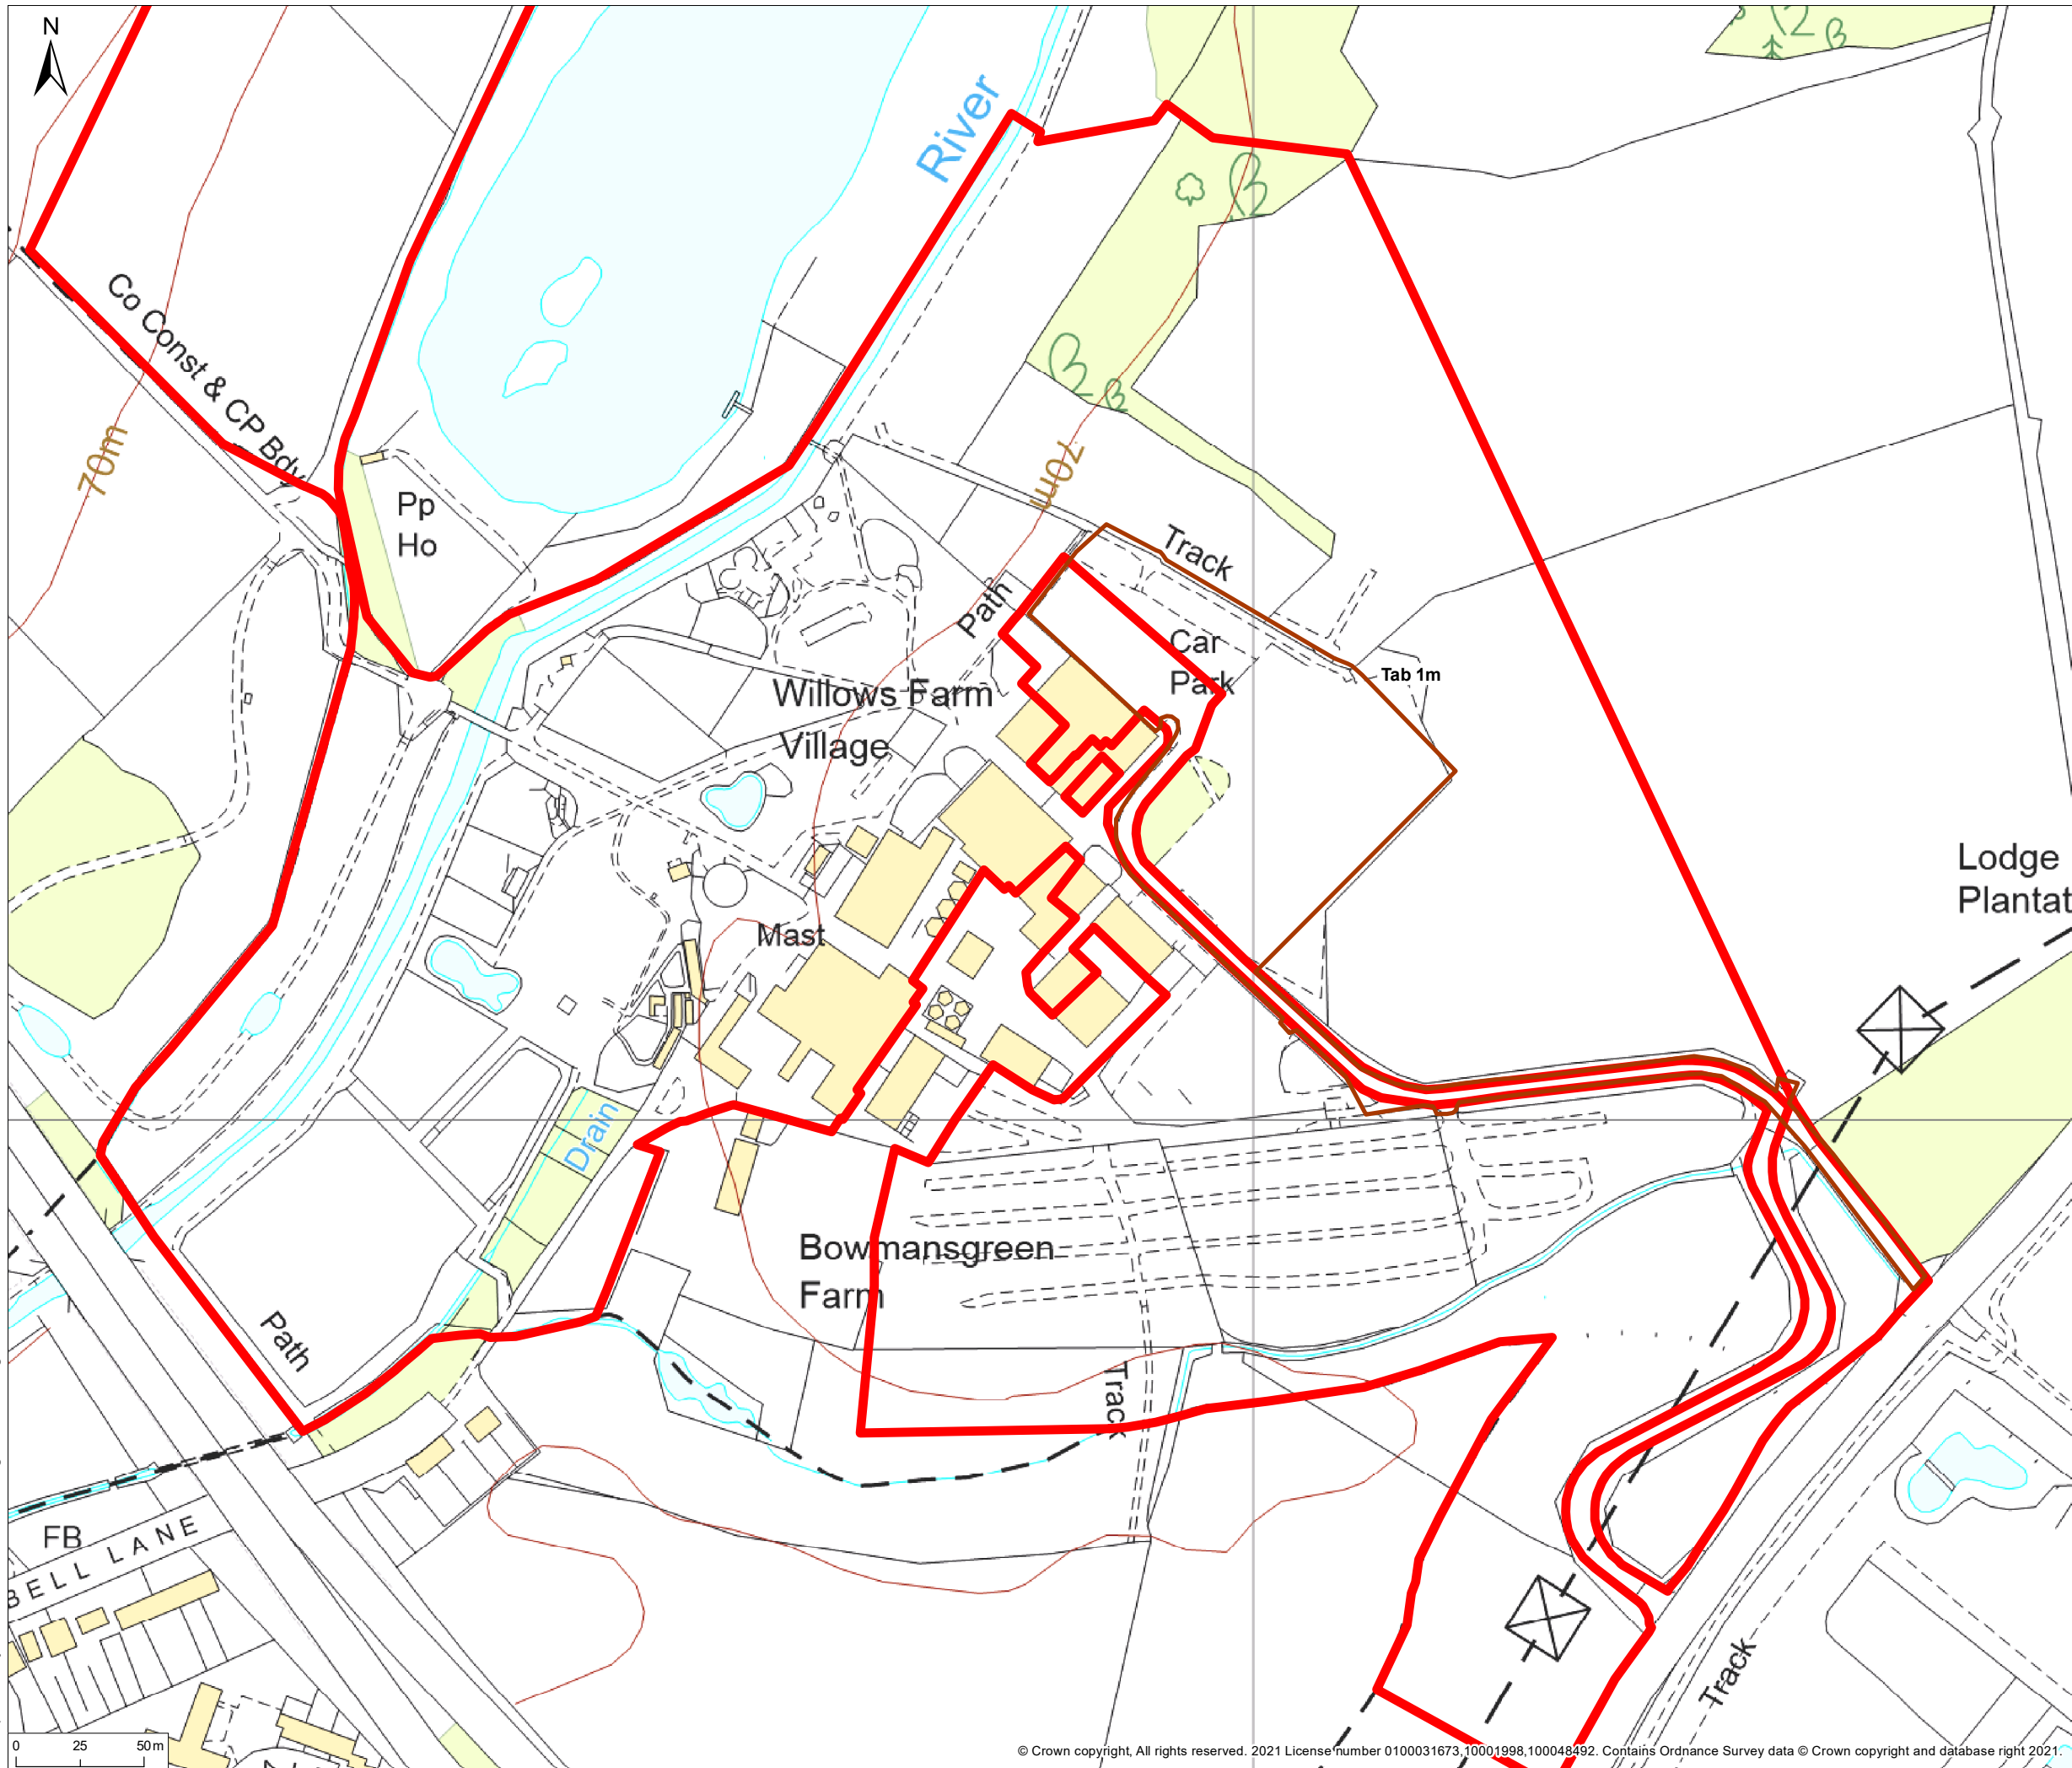 N
River
Co Const & CP Bdy
70m
Pp
Ho
70m
Track
Path
Car
Park
Tab 1m
Willows Farm
Village
Lodge
Plantat
Mast
Drain
Bowmansgreen
Farm
Path
Track
FB
BELL LANE
Track
0 25 50m
© Crown copyright, All rights reserved. 2021 License number 0100031673,10001998,100048492. Contains Ordnance Survey data © Crown copyright and database right 2021.